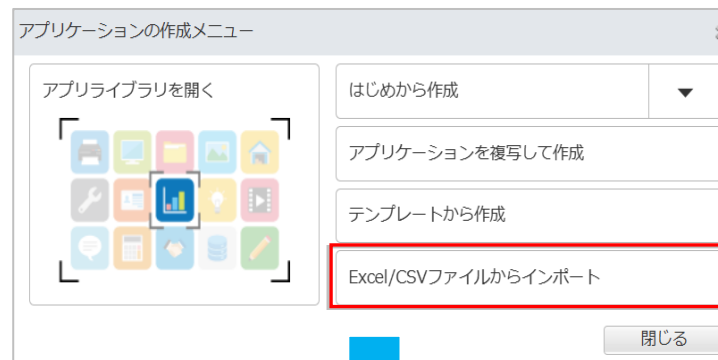 アプリケーションの作成メニュー
アプリライブラリを開く
はじめから作成
アプリケーションを複写して作成
テンプレートから作成
Excel/CSVファイルからインポート
閉じる